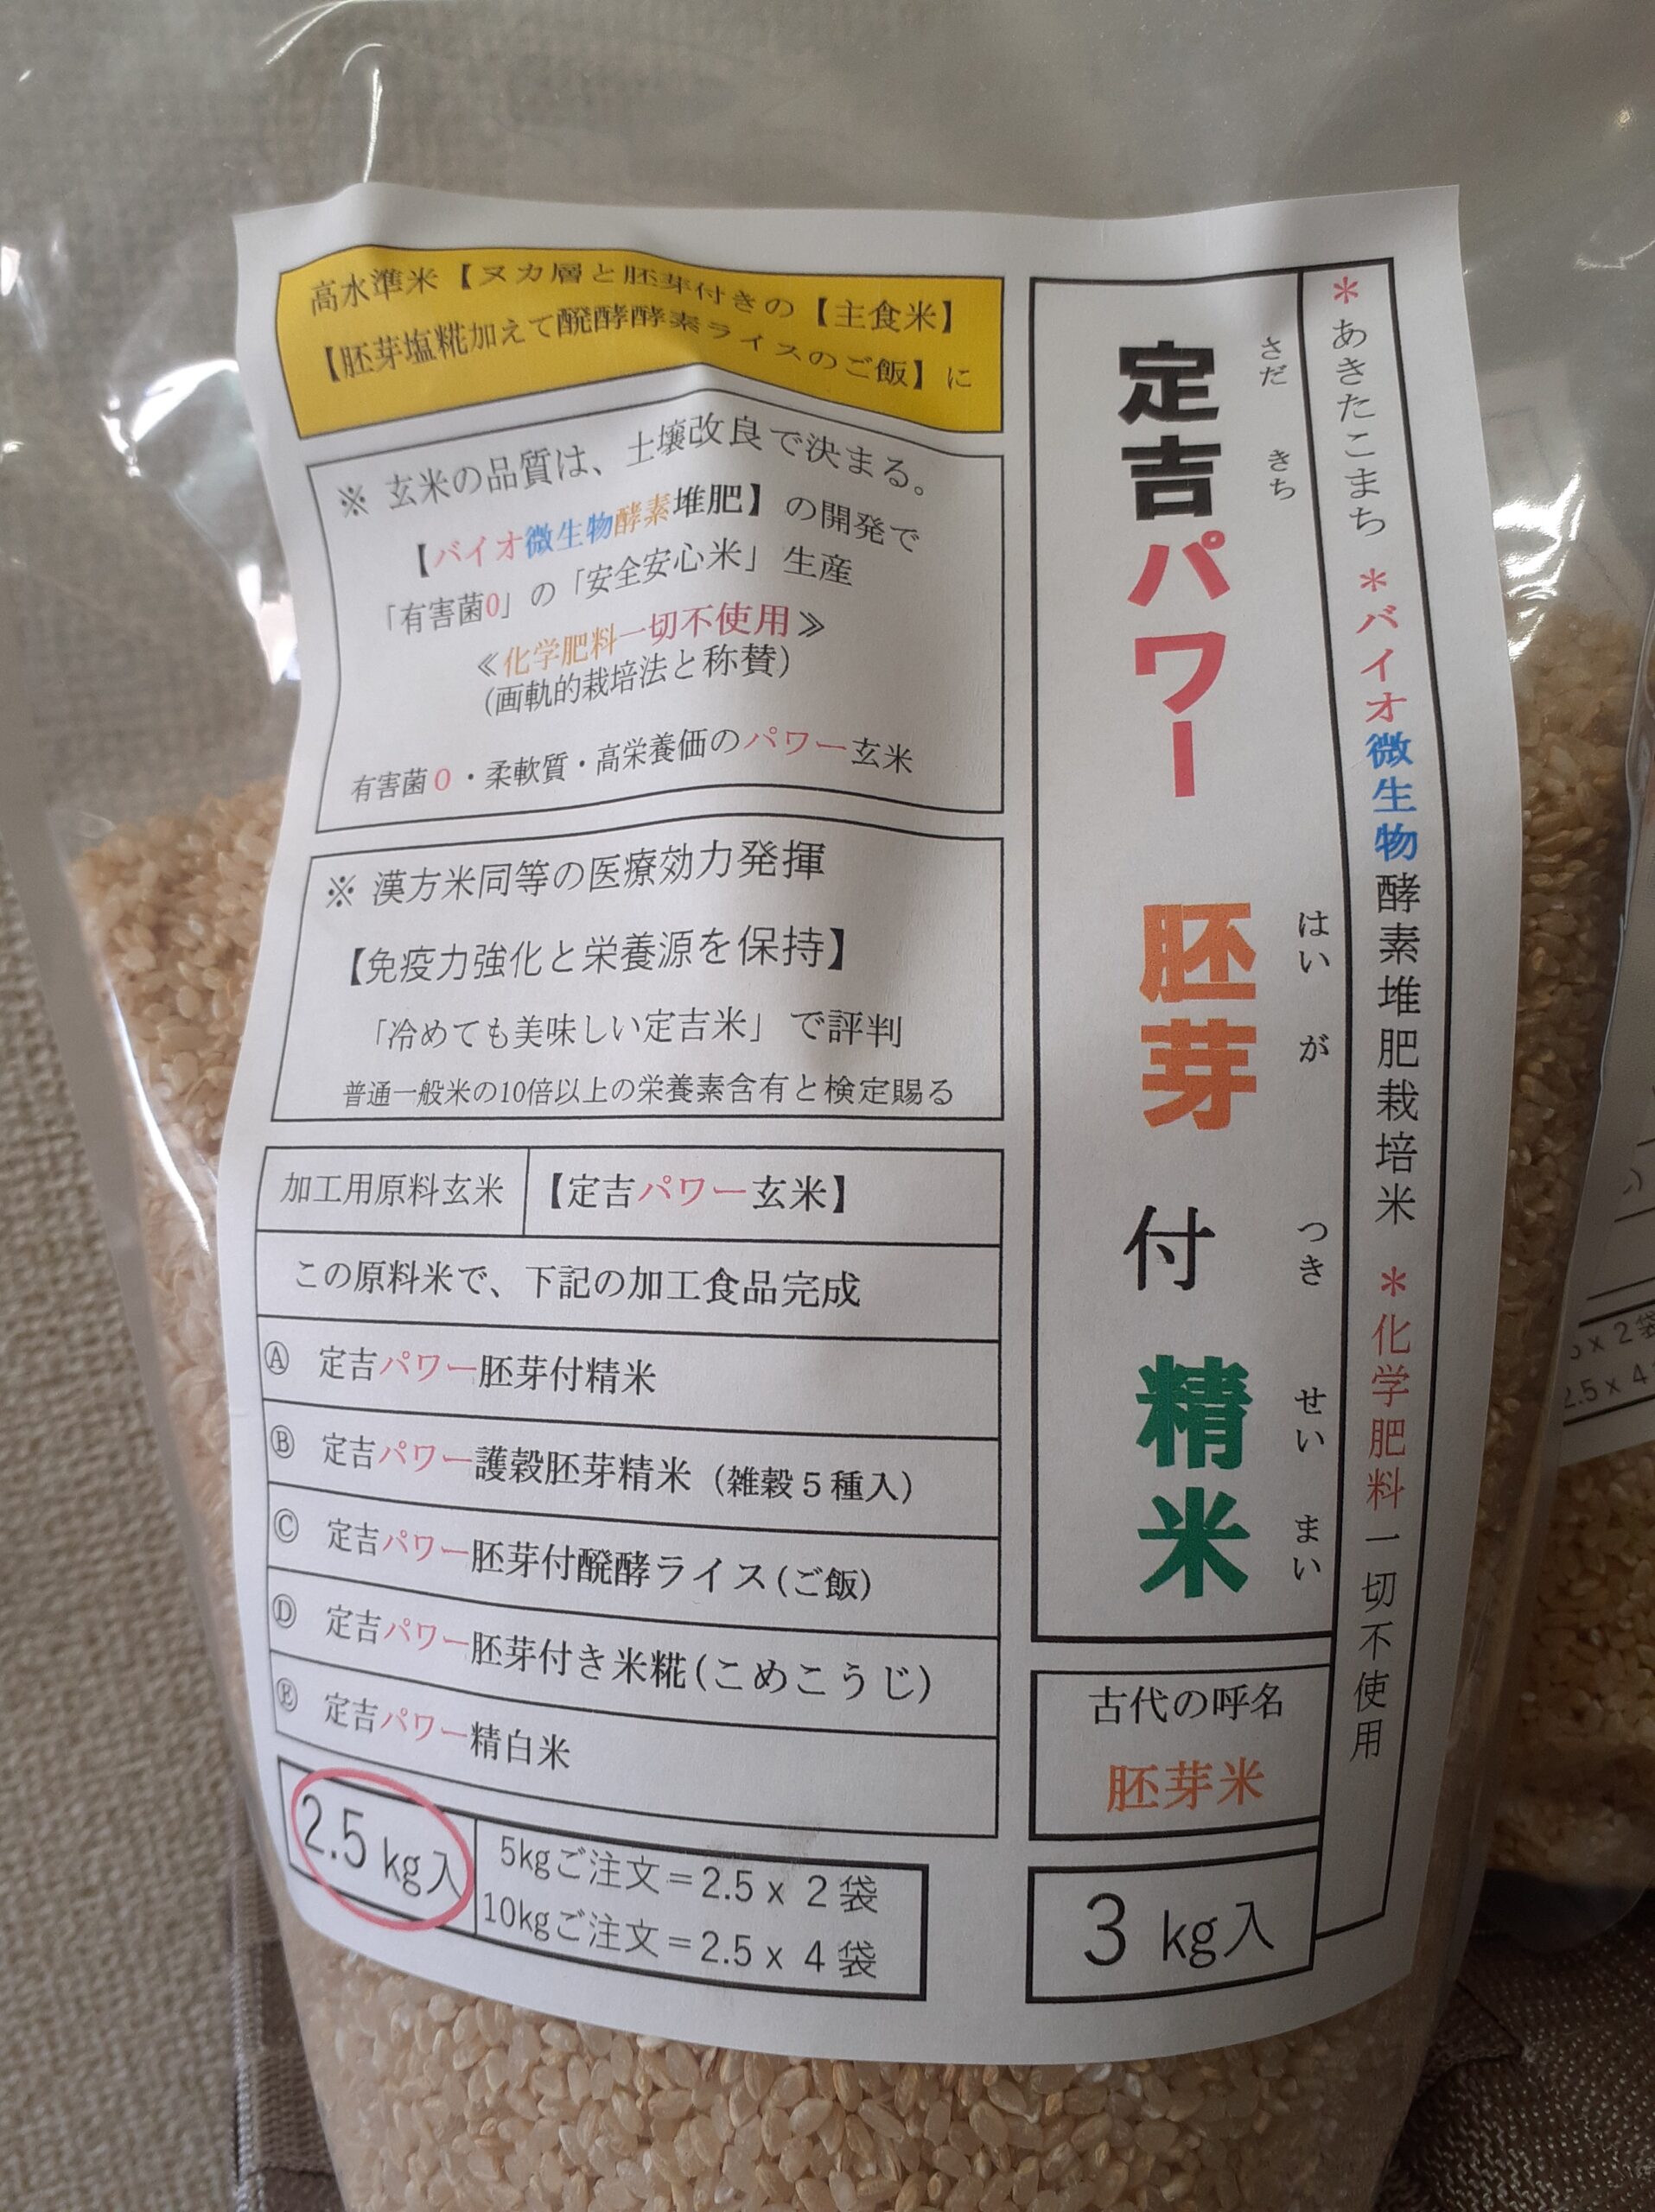 ＊あきたこまち ＊バイオ微生物酵素堆肥栽培米 ＊化学肥料一切不使用
さだ きち はい が つき せい まい
定吉パワー 胚芽 付 精米
古代の呼名
胚芽米
3 kg入
高水準米【ヌカ層と胚芽付きの【主食米】
【胚芽塩糀加えて醗酵酵素ライスのご飯】に
※ 玄米の品質は、土壌改良で決まる。
【バイオ微生物酵素堆肥】の開発で
「有害菌0」の「安全安心米」生産
≪化学肥料一切不使用≫
(画軌的栽培法と称賛)
有害菌０・柔軟質・高栄養価のパワー玄米
※ 漢方米同等の医療効力発揮
【免疫力強化と栄養源を保持】
「冷めても美味しい定吉米」で評判
普通一般米の10倍以上の栄養素含有と検定賜る
加工用原料玄米 【定吉パワー玄米】
この原料米で、下記の加工食品完成
Ⓐ 定吉パワー胚芽付精米
Ⓑ 定吉パワー護穀胚芽精米（雑穀５種入）
Ⓒ 定吉パワー胚芽付醗酵ライス(ご飯)
Ⓓ 定吉パワー胚芽付き米糀(こめこうじ)
Ⓔ 定吉パワー精白米
2.5 kg入
5kgご注文＝2.5 x 2 袋
10kgご注文＝2.5 x 4 袋
x 2袋
2.5 x 4